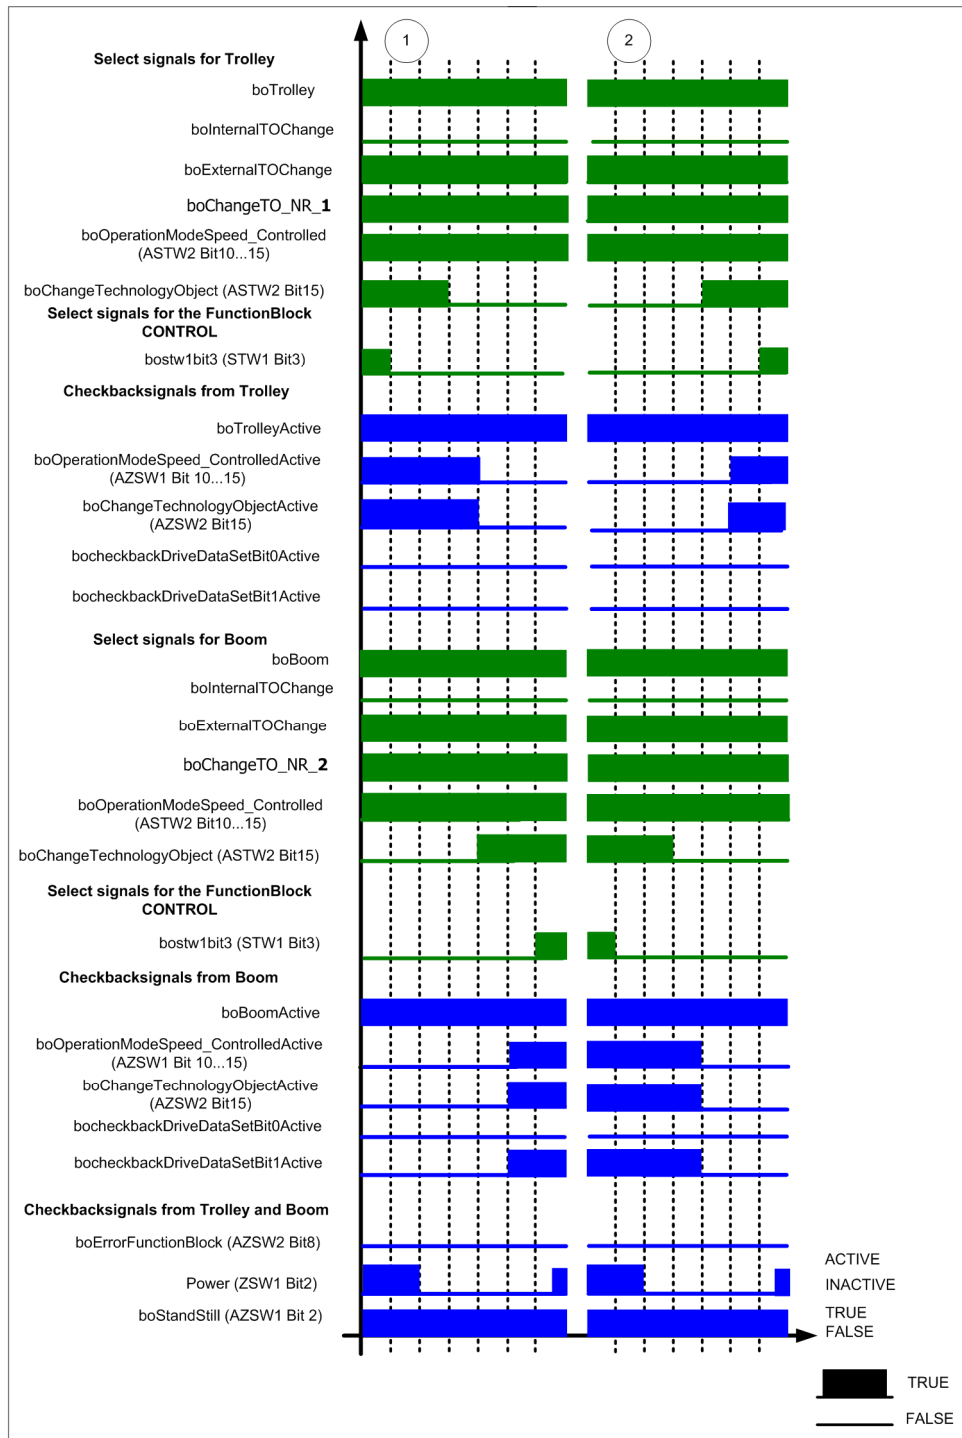 1
2
Select signals for Trolley
boTrolley
boInternalTOChange
boExternalTOChange
boChangeTO_NR_1
boOperationModeSpeed_Controlled
(ASTW2 Bit10...15)
boChangeTechnologyObject (ASTW2 Bit15)
Select signals for the FunctionBlock
CONTROL
bostw1bit3 (STW1 Bit3)
Checkbacksignals from Trolley
boTrolleyActive
boOperationModeSpeed_ControlledActive
(AZSW1 Bit 10...15)
boChangeTechnologyObjectActive
(AZSW2 Bit15)
bocheckbackDriveDataSetBit0Active
bocheckbackDriveDataSetBit1Active
Select signals for Boom
boBoom
boInternalTOChange
boExternalTOChange
boChangeTO_NR_2
boOperationModeSpeed_Controlled
(ASTW2 Bit10...15)
boChangeTechnologyObject (ASTW2 Bit15)
Select signals for the FunctionBlock
CONTROL
bostw1bit3 (STW1 Bit3)
Checkbacksignals from Boom
boBoomActive
boOperationModeSpeed_ControlledActive
(AZSW1 Bit 10...15)
boChangeTechnologyObjectActive
(AZSW2 Bit15)
bocheckbackDriveDataSetBit0Active
bocheckbackDriveDataSetBit1Active
Checkbacksignals from Trolley and Boom
boErrorFunctionBlock (AZSW2 Bit8)
Power (ZSW1 Bit2)
boStandStill (AZSW1 Bit 2)
ACTIVE
INACTIVE
TRUE
FALSE
TRUE
FALSE